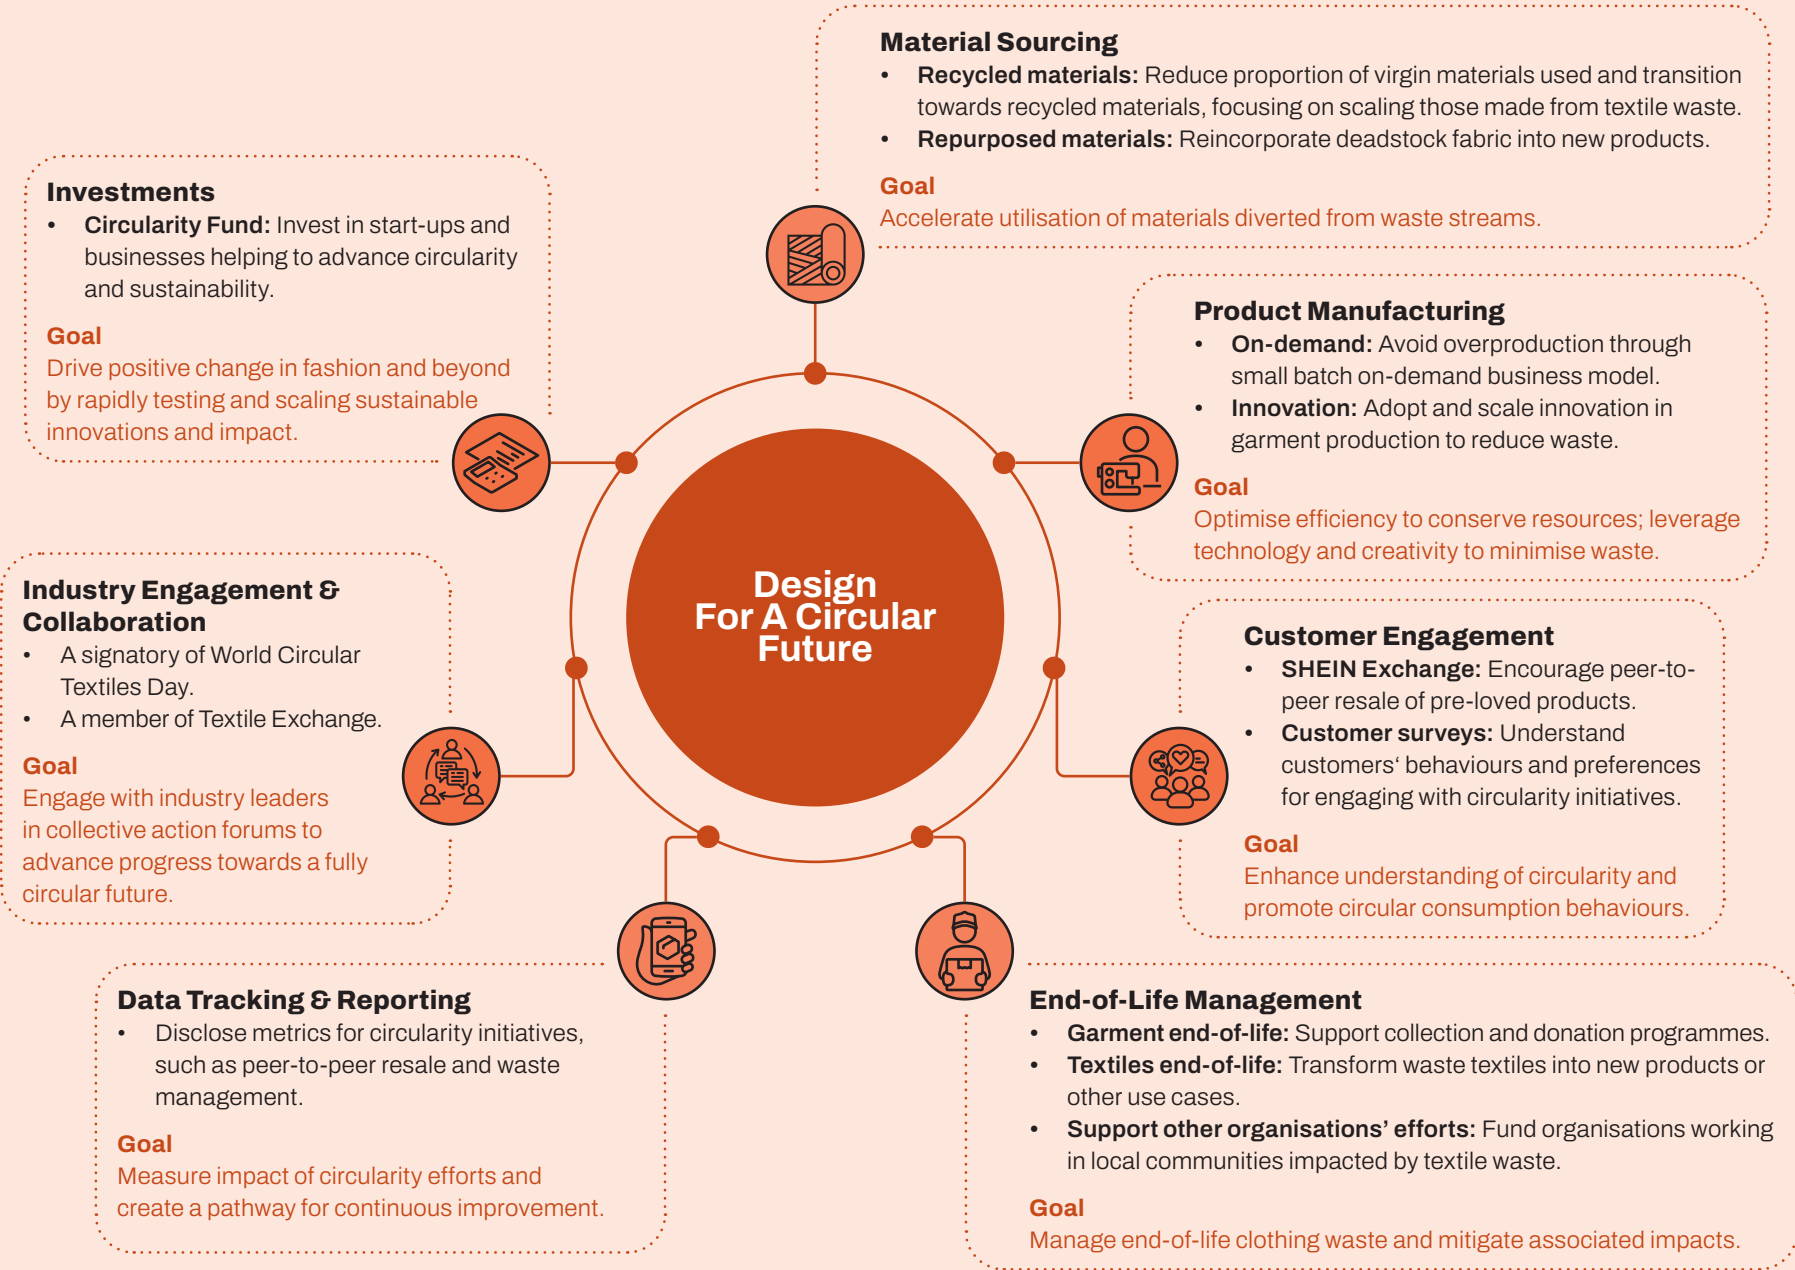 Material Sourcing
• Recycled materials: Reduce proportion of virgin materials used and transition
towards recycled materials, focusing on scaling those made from textile waste.
• Repurposed materials: Reincorporate deadstock fabric into new products.
Goal
Accelerate utilisation of materials diverted from waste streams.
Investments
• Circularity Fund: Invest in start-ups and
businesses helping to advance circularity
and sustainability.
Goal
Drive positive change in fashion and beyond
by rapidly testing and scaling sustainable
innovations and impact.
Product Manufacturing
• On-demand: Avoid overproduction through
small batch on-demand business model.
• Innovation: Adopt and scale innovation in
garment production to reduce waste.
Goal
Optimise efficiency to conserve resources; leverage
technology and creativity to minimise waste.
Design
For A Circular
Future
Industry Engagement &
Collaboration
• A signatory of World Circular
Textiles Day.
• A member of Textile Exchange.
Goal
Engage with industry leaders
in collective action forums to
advance progress towards a fully
circular future.
Customer Engagement
• SHEIN Exchange: Encourage peer-to-
peer resale of pre-loved products.
• Customer surveys: Understand
customers‘ behaviours and preferences
for engaging with circularity initiatives.
Goal
Enhance understanding of circularity and
promote circular consumption behaviours.
Data Tracking & Reporting
• Disclose metrics for circularity initiatives,
such as peer-to-peer resale and waste
management.
Goal
Measure impact of circularity efforts and
create a pathway for continuous improvement.
End-of-Life Management
• Garment end-of-life: Support collection and donation programmes.
• Textiles end-of-life: Transform waste textiles into new products or
other use cases.
• Support other organisations’ efforts: Fund organisations working
in local communities impacted by textile waste.
Goal
Manage end-of-life clothing waste and mitigate associated impacts.